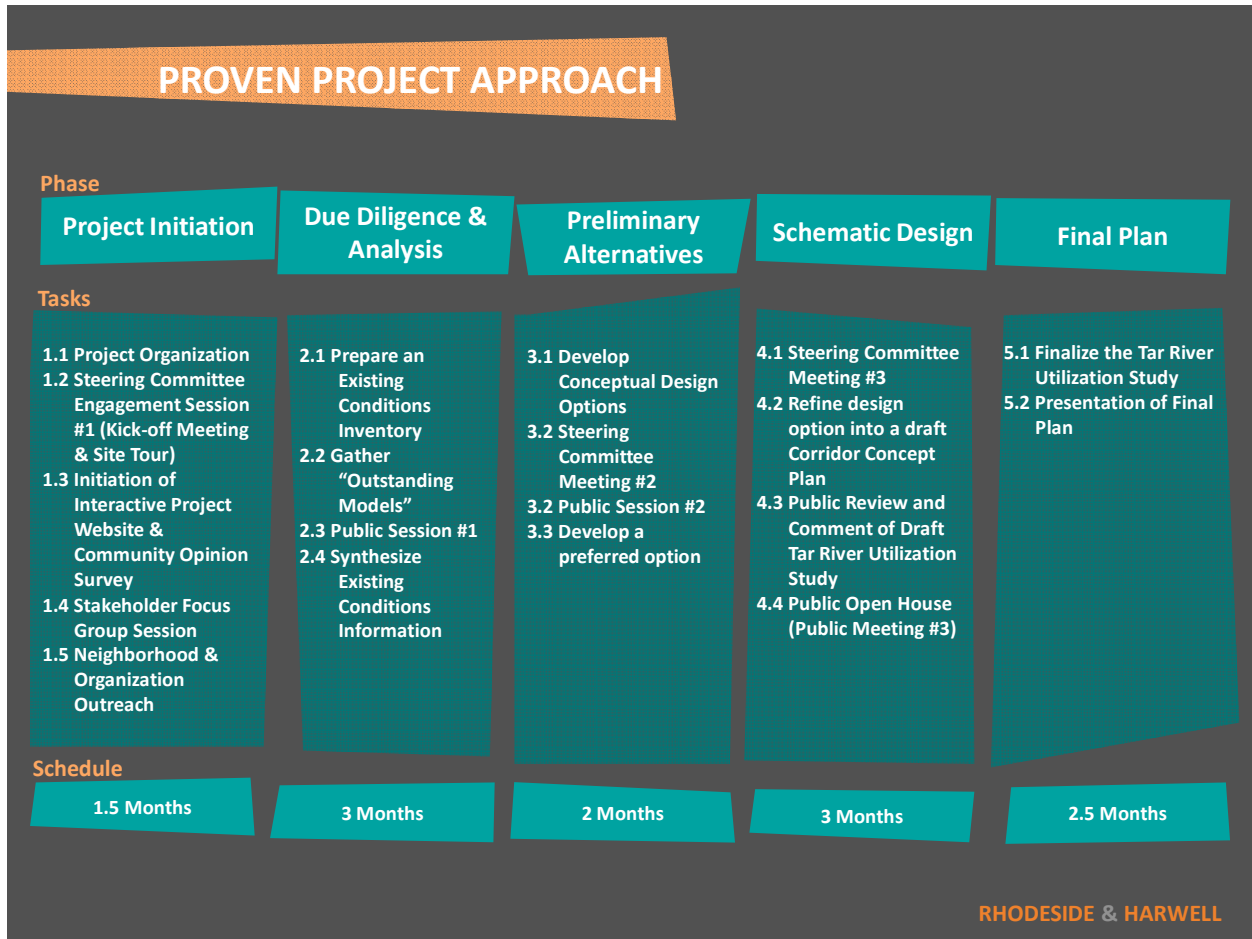 PROVEN PROJECT APPROACH
Phase
Project Initiation
Due Diligence &
Analysis
Preliminary
Alternatives
Schematic Design
Final Plan
Tasks
1.1 Project Organization
1.2 Steering Committee
Engagement Session
#1 (Kick-off Meeting
& Site Tour)
1.3 Initiation of
Interactive Project
Website &
Community Opinion
Survey
1.4 Stakeholder Focus
Group Session
1.5 Neighborhood &
Organization
Outreach
2.1 Prepare an
Existing
Conditions
Inventory
2.2 Gather
“Outstanding
Models”
2.3 Public Session #1
2.4 Synthesize
Existing
Conditions
Information
3.1 Develop
Conceptual Design
Options
3.2 Steering
Committee
Meeting #2
3.2 Public Session #2
3.3 Develop a
preferred option
4.1 Steering Committee
Meeting #3
4.2 Refine design
option into a draft
Corridor Concept
Plan
4.3 Public Review and
Comment of Draft
Tar River Utilization
Study
4.4 Public Open House
(Public Meeting #3)
5.1 Finalize the Tar River
Utilization Study
5.2 Presentation of Final
Plan
Schedule
1.5 Months
3 Months
2 Months
3 Months
2.5 Months
RHODESIDE & HARWELL